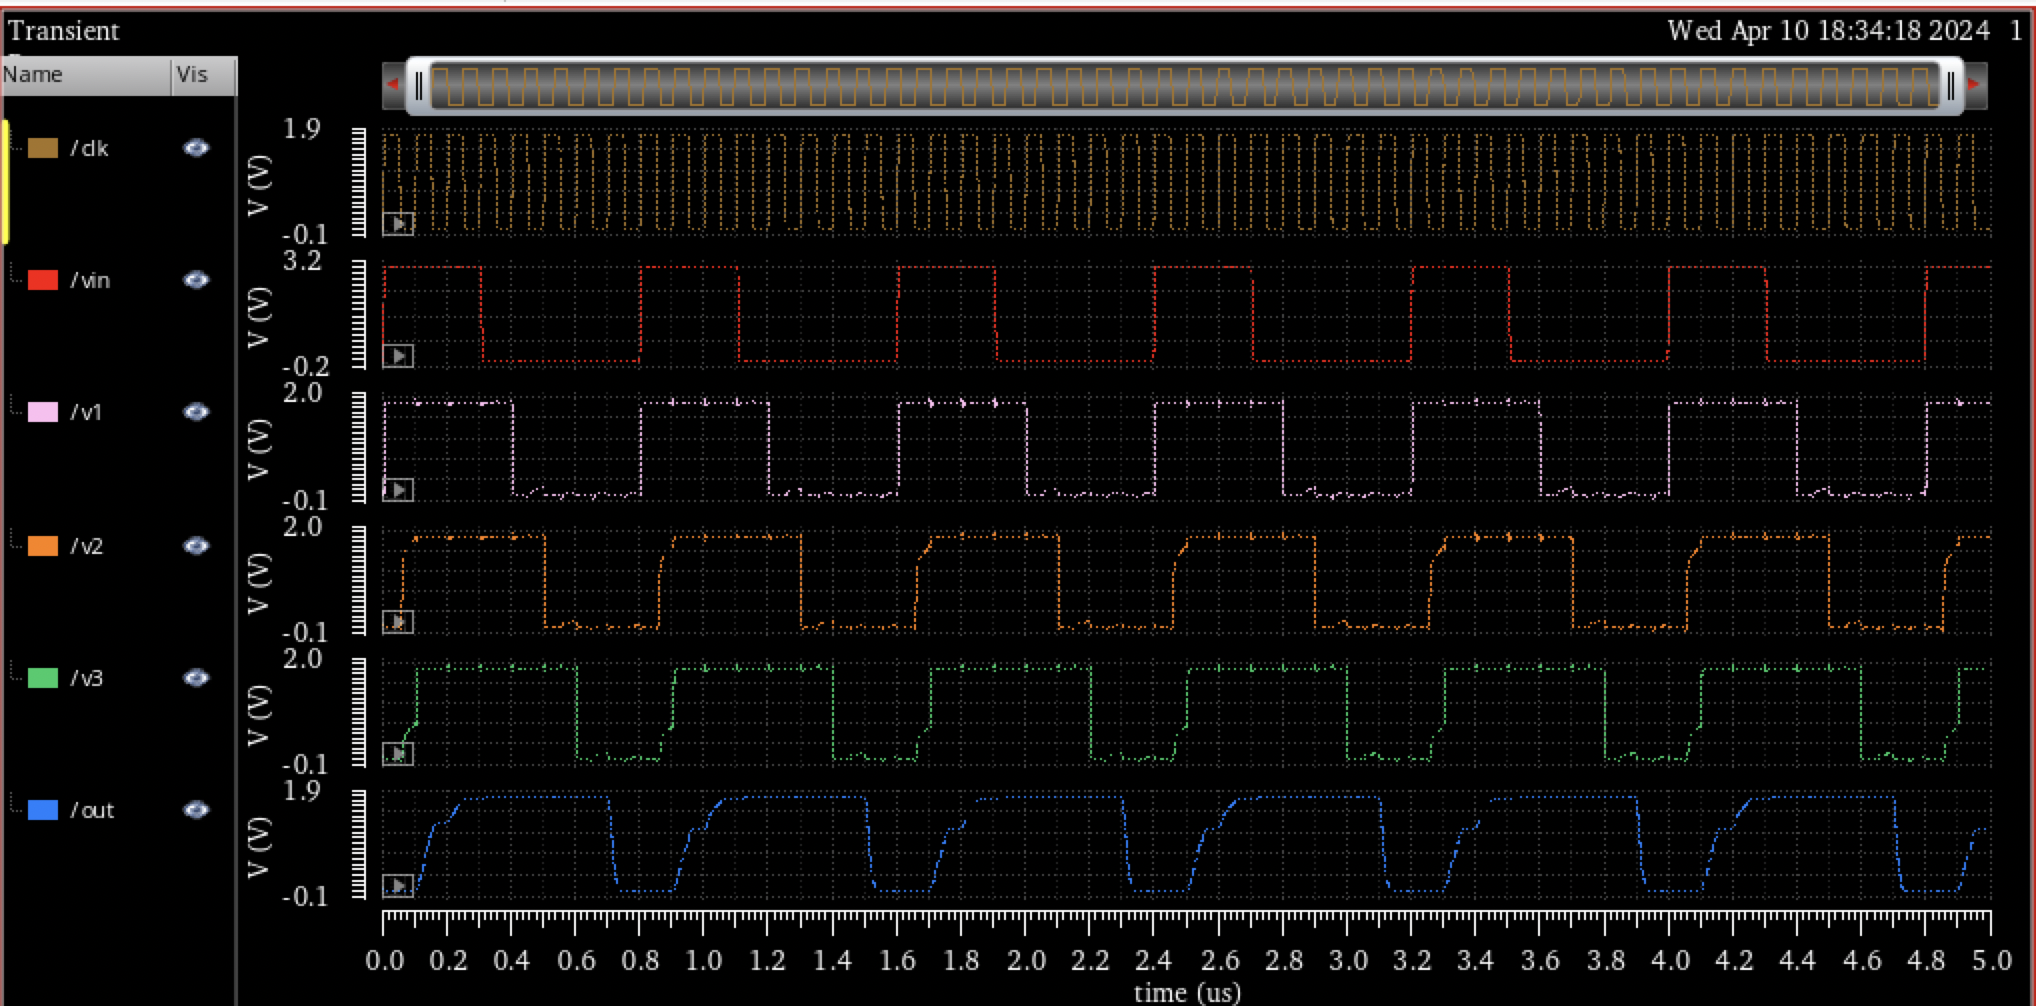 Transient Wed Apr 10 18:34:18 2024 1
Name Vis
/clk
V (V)
1.9
-0.1
/vin
V (V)
3.2
-0.2
/v1
V (V)
2.0
-0.1
/v2
V (V)
2.0
-0.1
/v3
V (V)
2.0
-0.1
/out
V (V)
1.9
-0.1
0.0 0.2 0.4 0.6 0.8 1.0 1.2 1.4 1.6 1.8 2.0 2.2 2.4 2.6 2.8 3.0 3.2 3.4 3.6 3.8 4.0 4.2 4.4 4.6 4.8 5.0
time (us)